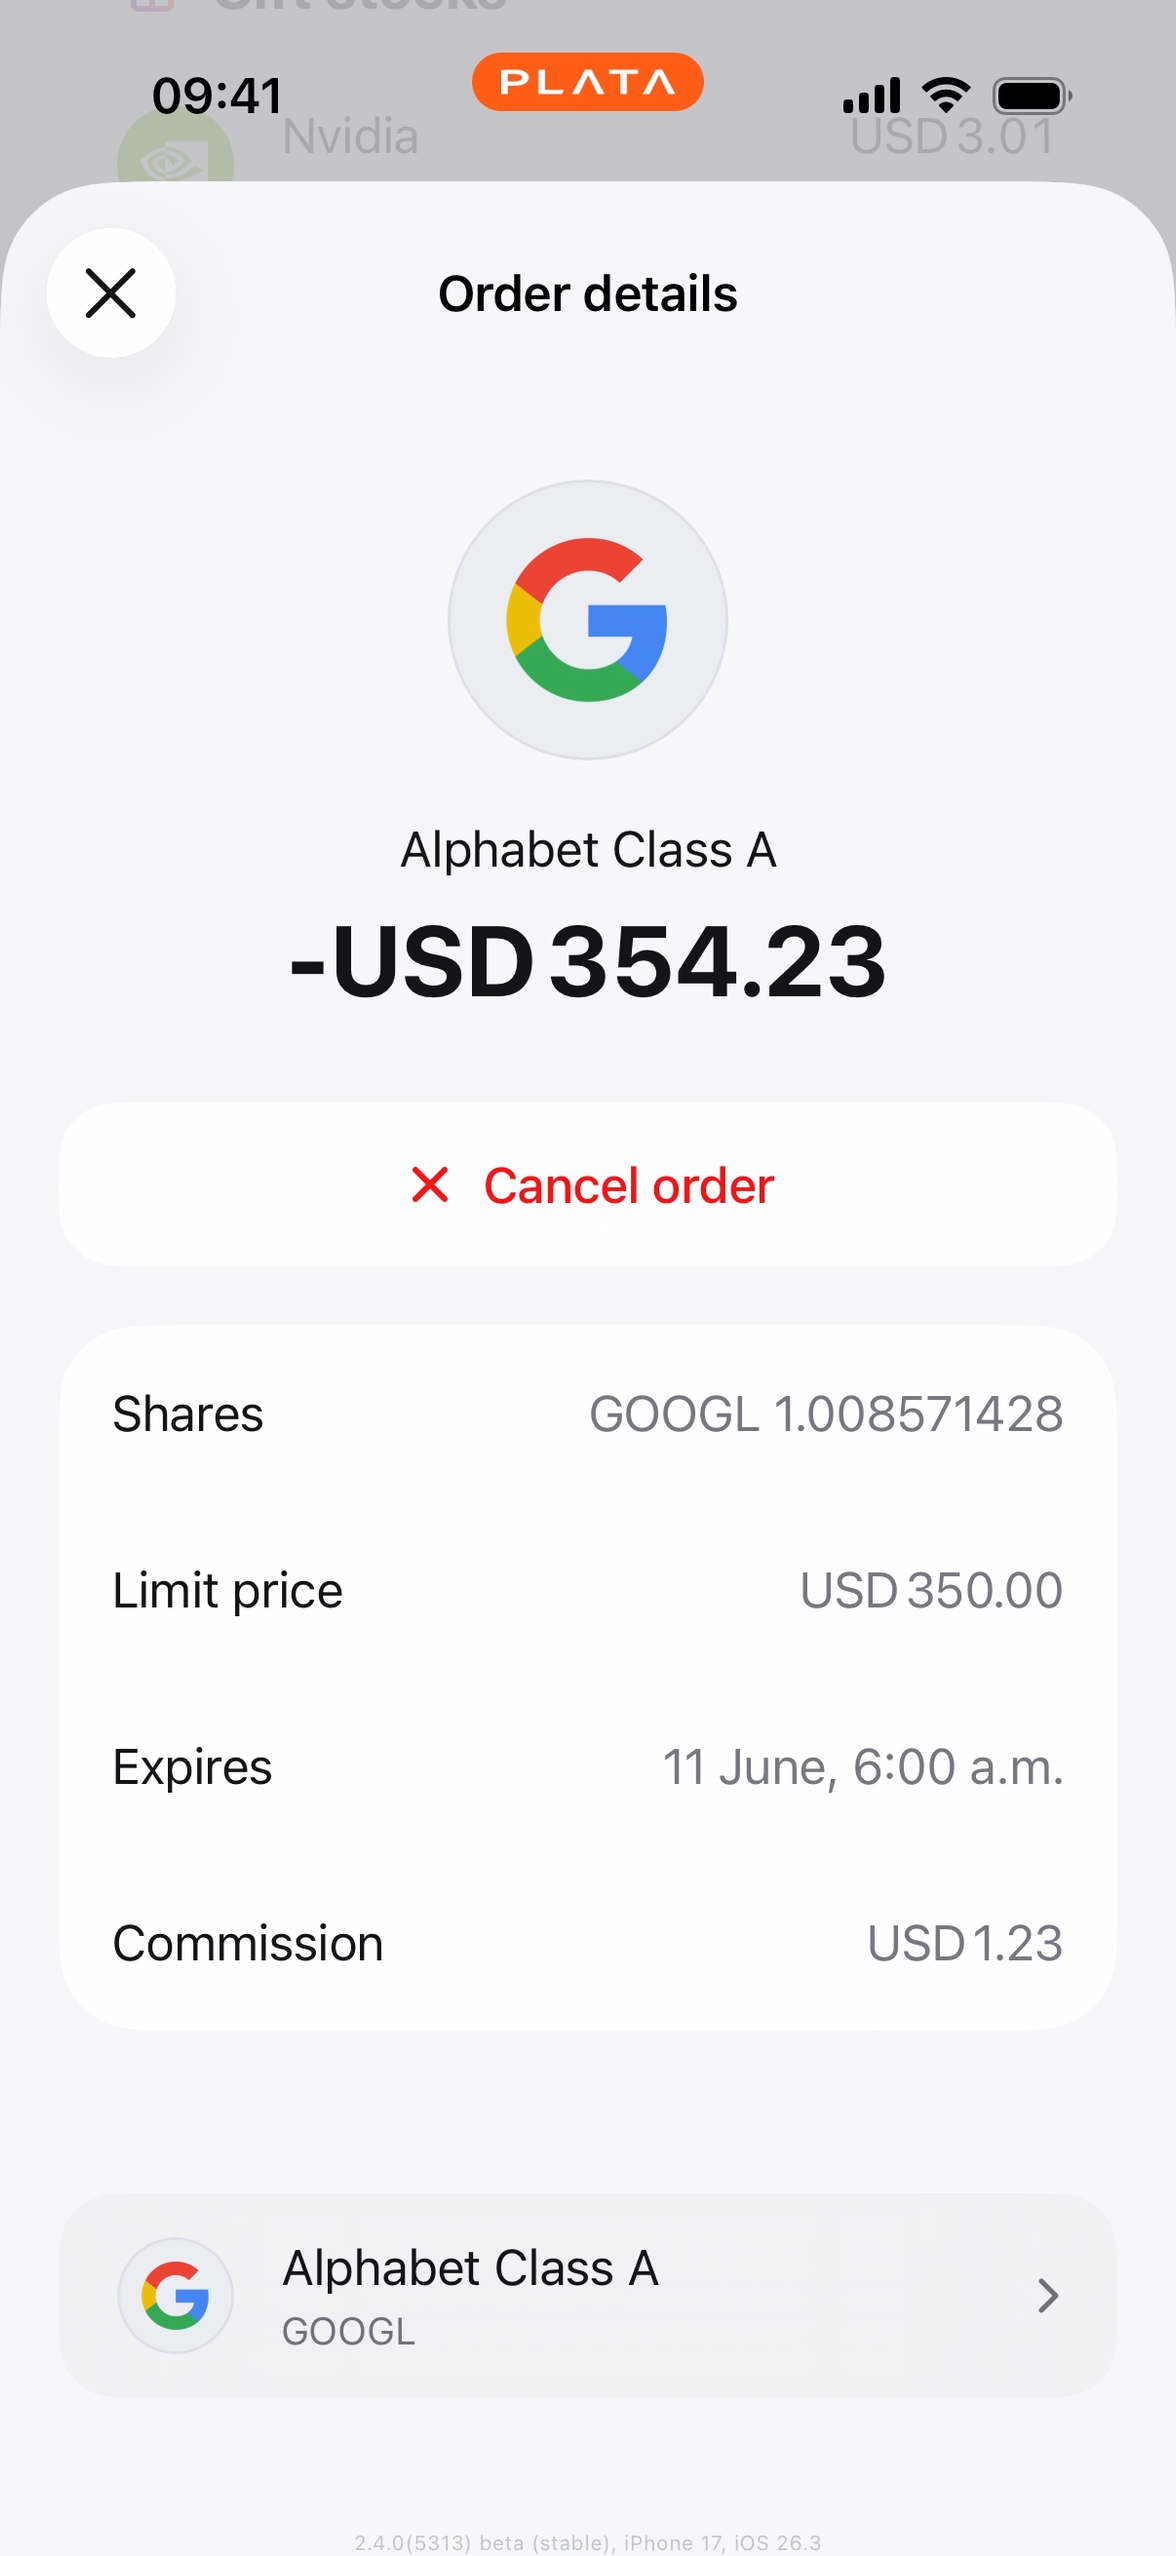 Gift stocks
09:41
PLATA
Nvidia
USD 3.01
Order details
Alphabet Class A
-USD 354.23
Cancel order
Shares
GOOGL 1.008571428
Limit price
USD 350.00
Expires
11 June, 6:00 a.m.
Commission
USD 1.23
Alphabet Class A
GOOGL
2.4.0(5313) beta (stable), iPhone 17, iOS 26.3